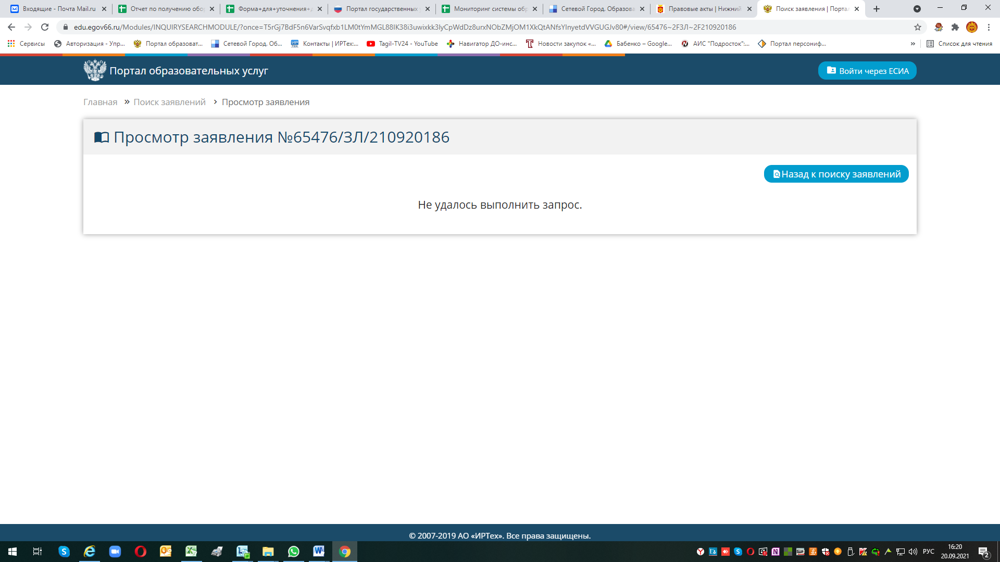 Входящие - Почта Mail.ru
Отчет по получению обор
Форма+для+уточнения+д
Портал государственных у
Мониторинг системы обр
Сетевой Город. Образова
Правовые акты | Нижний
Поиск заявления | Портал
edu.egov66.ru/Modules/INQUIRYSEARCHMODULE/?once=T5rGj7BdF5n6VarSvqfxb1LM0tYmMGL88IK38i3uwixkk3lyCpWdDz8urxNObZMjOM1XkQtANfsYlnyetdVVGUGJv80#/view/65476~2FЗЛ~2F210920186
Сервисы
Авторизация - Упр...
Портал образоват...
Сетевой Город. Об...
Контакты | ИРТех:...
Tagil-TV24 - YouTube
Навигатор ДО-инс...
Новости закупок «...
Бабенко – Google...
АИС "Подросток":...
Портал персониф...
»
Список для чтения
Портал образовательных услуг
Войти через ЕСИА
Главная » Поиск заявлений › Просмотр заявления
Просмотр заявления №65476/ЗЛ/210920186
Назад к поиску заявлений
Не удалось выполнить запрос.
© 2007-2019 АО «ИРТех». Все права защищены.
РУС
16:20
20.09.2021
2